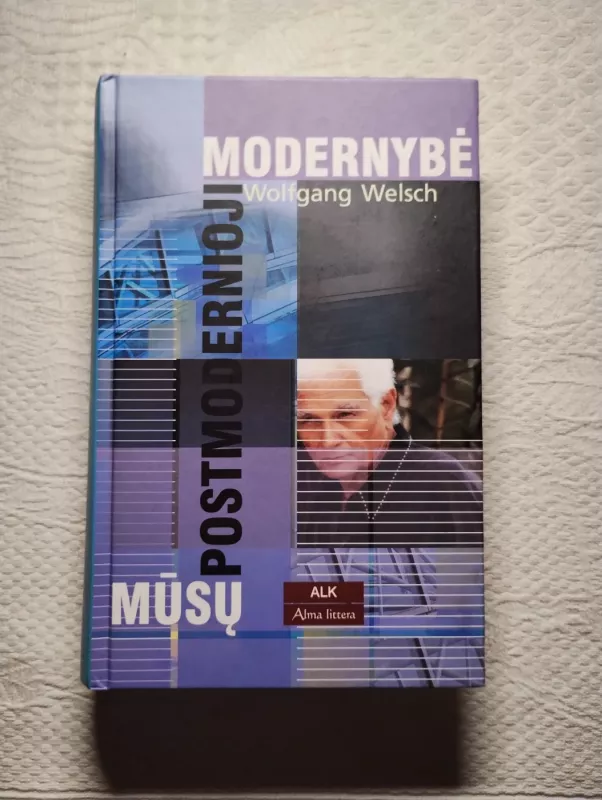 MODERNYBĖ
Wolfgang Welsch
POSTMODERNIOJI
MŪSŲ
ALK
Alma littera